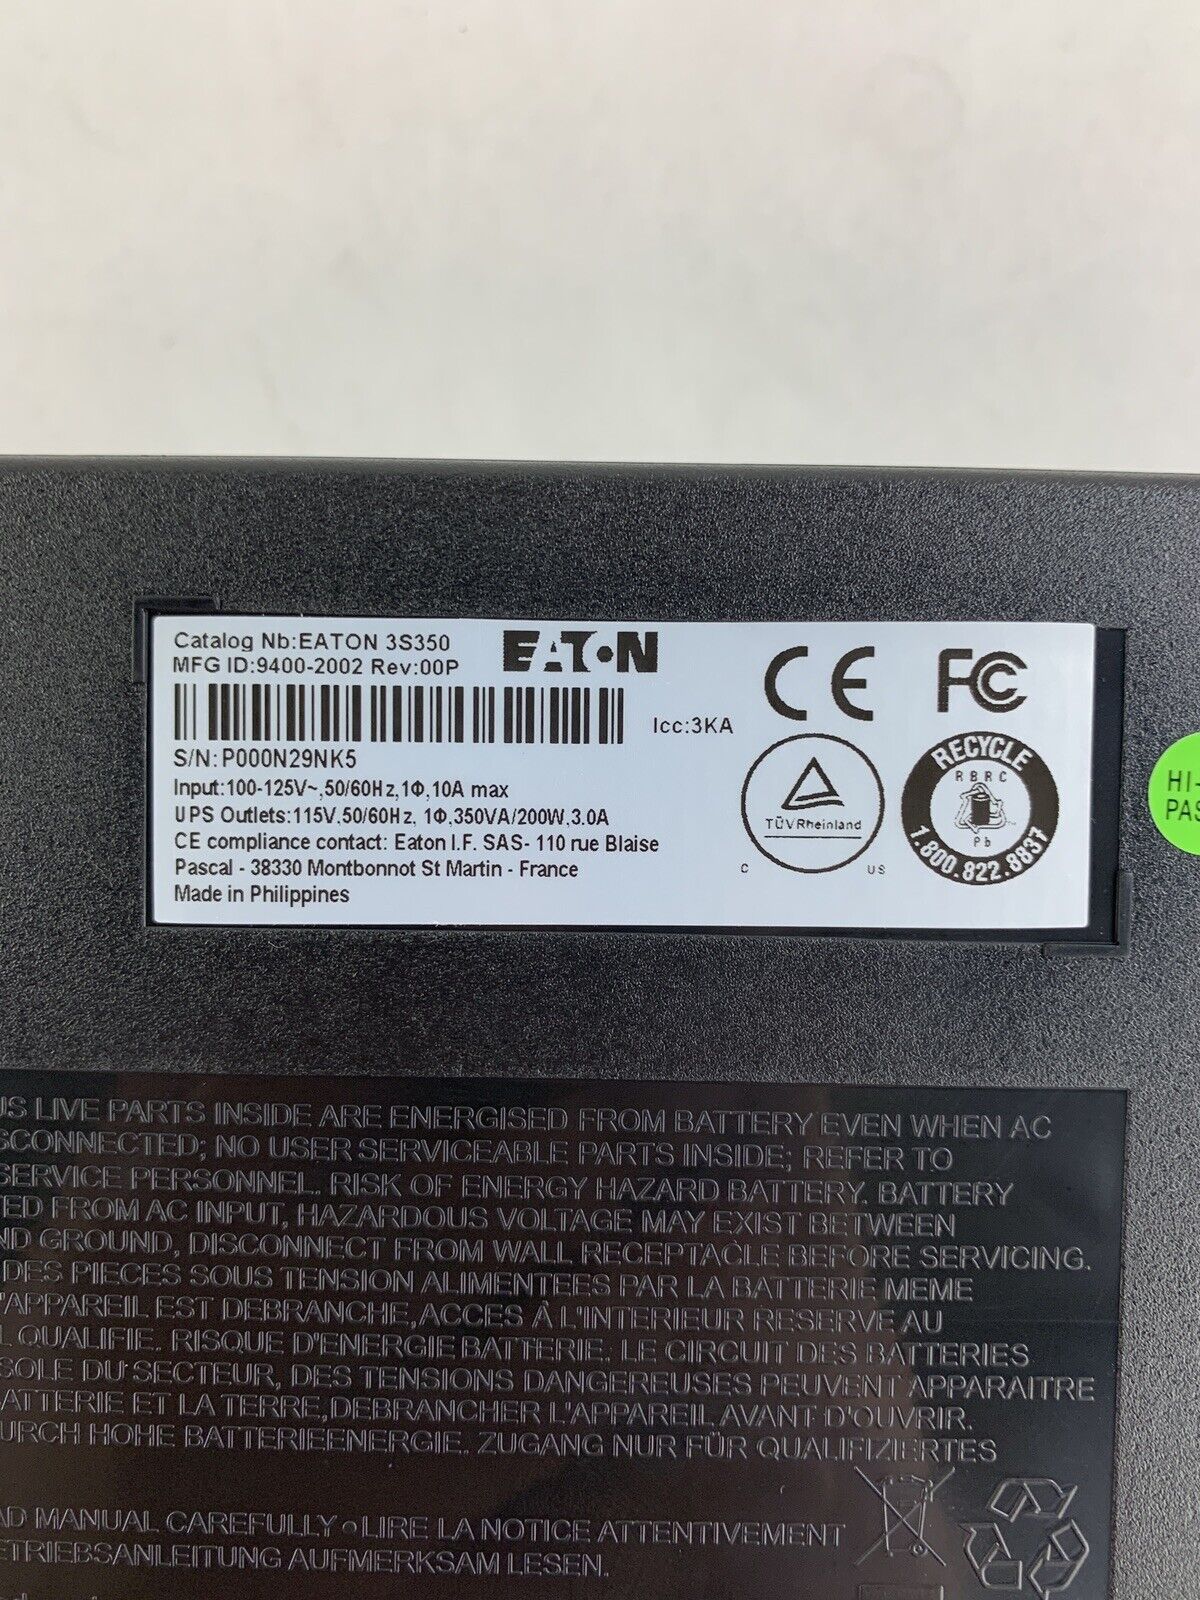 Catalog Nb:EATON 3S350
MFG ID:9400-2002 Rev:00P
EATON
Icc:3KA
S/N:P000N29NK5
Input:100-125V~,50/60Hz,1Φ,10A max
UPS Outlets:115V.50/60Hz, 1Φ,350VA/200W,3.0A
CE compliance contact: Eaton I.F. SAS- 110 rue Blaise
Pascal - 38330 Montbonnot St Martin - France
Made in Philippines
CE
FC
TÜVRheinland
C US
RECYCLE
RBRC
Pb
1.800.822.8837
HI-
PAS
US LIVE PARTS INSIDE ARE ENERGISED FROM BATTERY EVEN WHEN AC
SCONNECTED; NO USER SERVICEABLE PARTS INSIDE; REFER TO
SERVICE PERSONNEL. RISK OF ENERGY HAZARD BATTERY. BATTERY
ED FROM AC INPUT, HAZARDOUS VOLTAGE MAY EXIST BETWEEN
ND GROUND, DISCONNECT FROM WALL RECEPTACLE BEFORE SERVICING.
DES PIECES SOUS TENSION ALIMENTEES PAR LA BATTERIE MEME
'APPAREIL EST DEBRANCHE,ACCES À L'INTERIEUR RESERVE AU
L QUALIFIE. RISQUE D'ENERGIE BATTERIE. LE CIRCUIT DES BATTERIES
SOLE DU SECTEUR, DES TENSIONS DANGEREUSES PEUVENT APPARAITRE
ATTERIE ET LA TERRE,DEBRANCHER L'APPAREIL AVANT D'OUVRIR.
URCH HOHE BATTERIEENERGIE. ZUGANG NUR FÜR QUALIFIZIERTES
AD MANUAL CAREFULLY o LIRE LA NOTICE ATTENTIVEMENT
ETRIEBSANLEITUNG AUFMERKSAM LESEN.